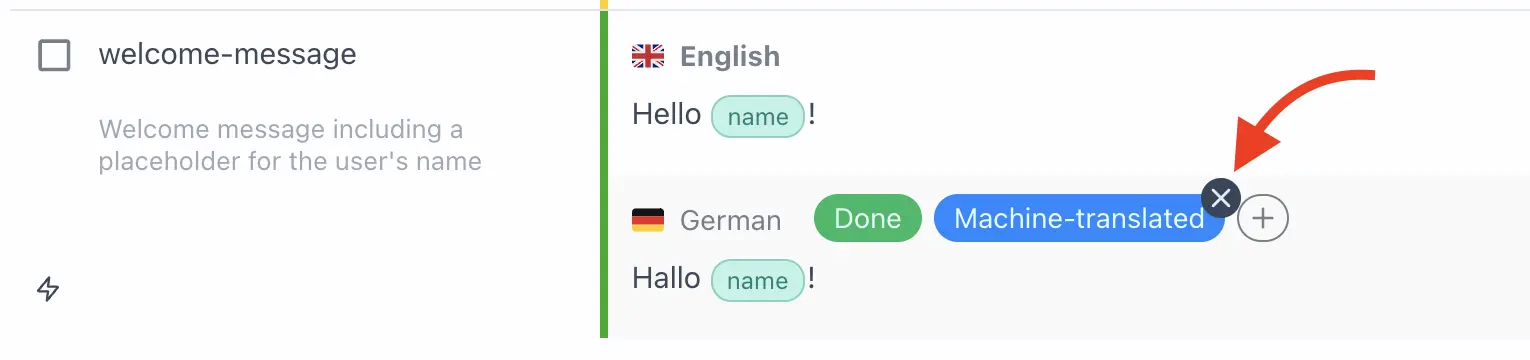 welcome-message
Welcome message including a
placeholder for the user's name
English
Hello name!
German Done Machine-translated
Hallo name!